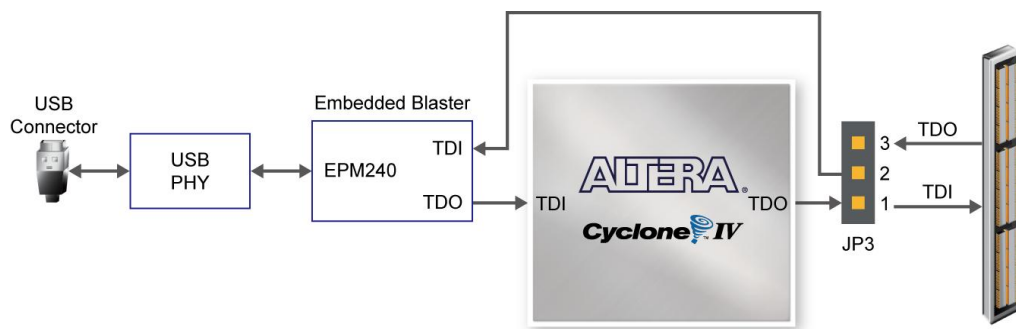 USB
Connector
USB
PHY
Embedded Blaster
EPM240
TDI
TDO
TDI
ALTERA®
Cyclone™ IV
TDO
3
2
1
JP3
TDO
TDI